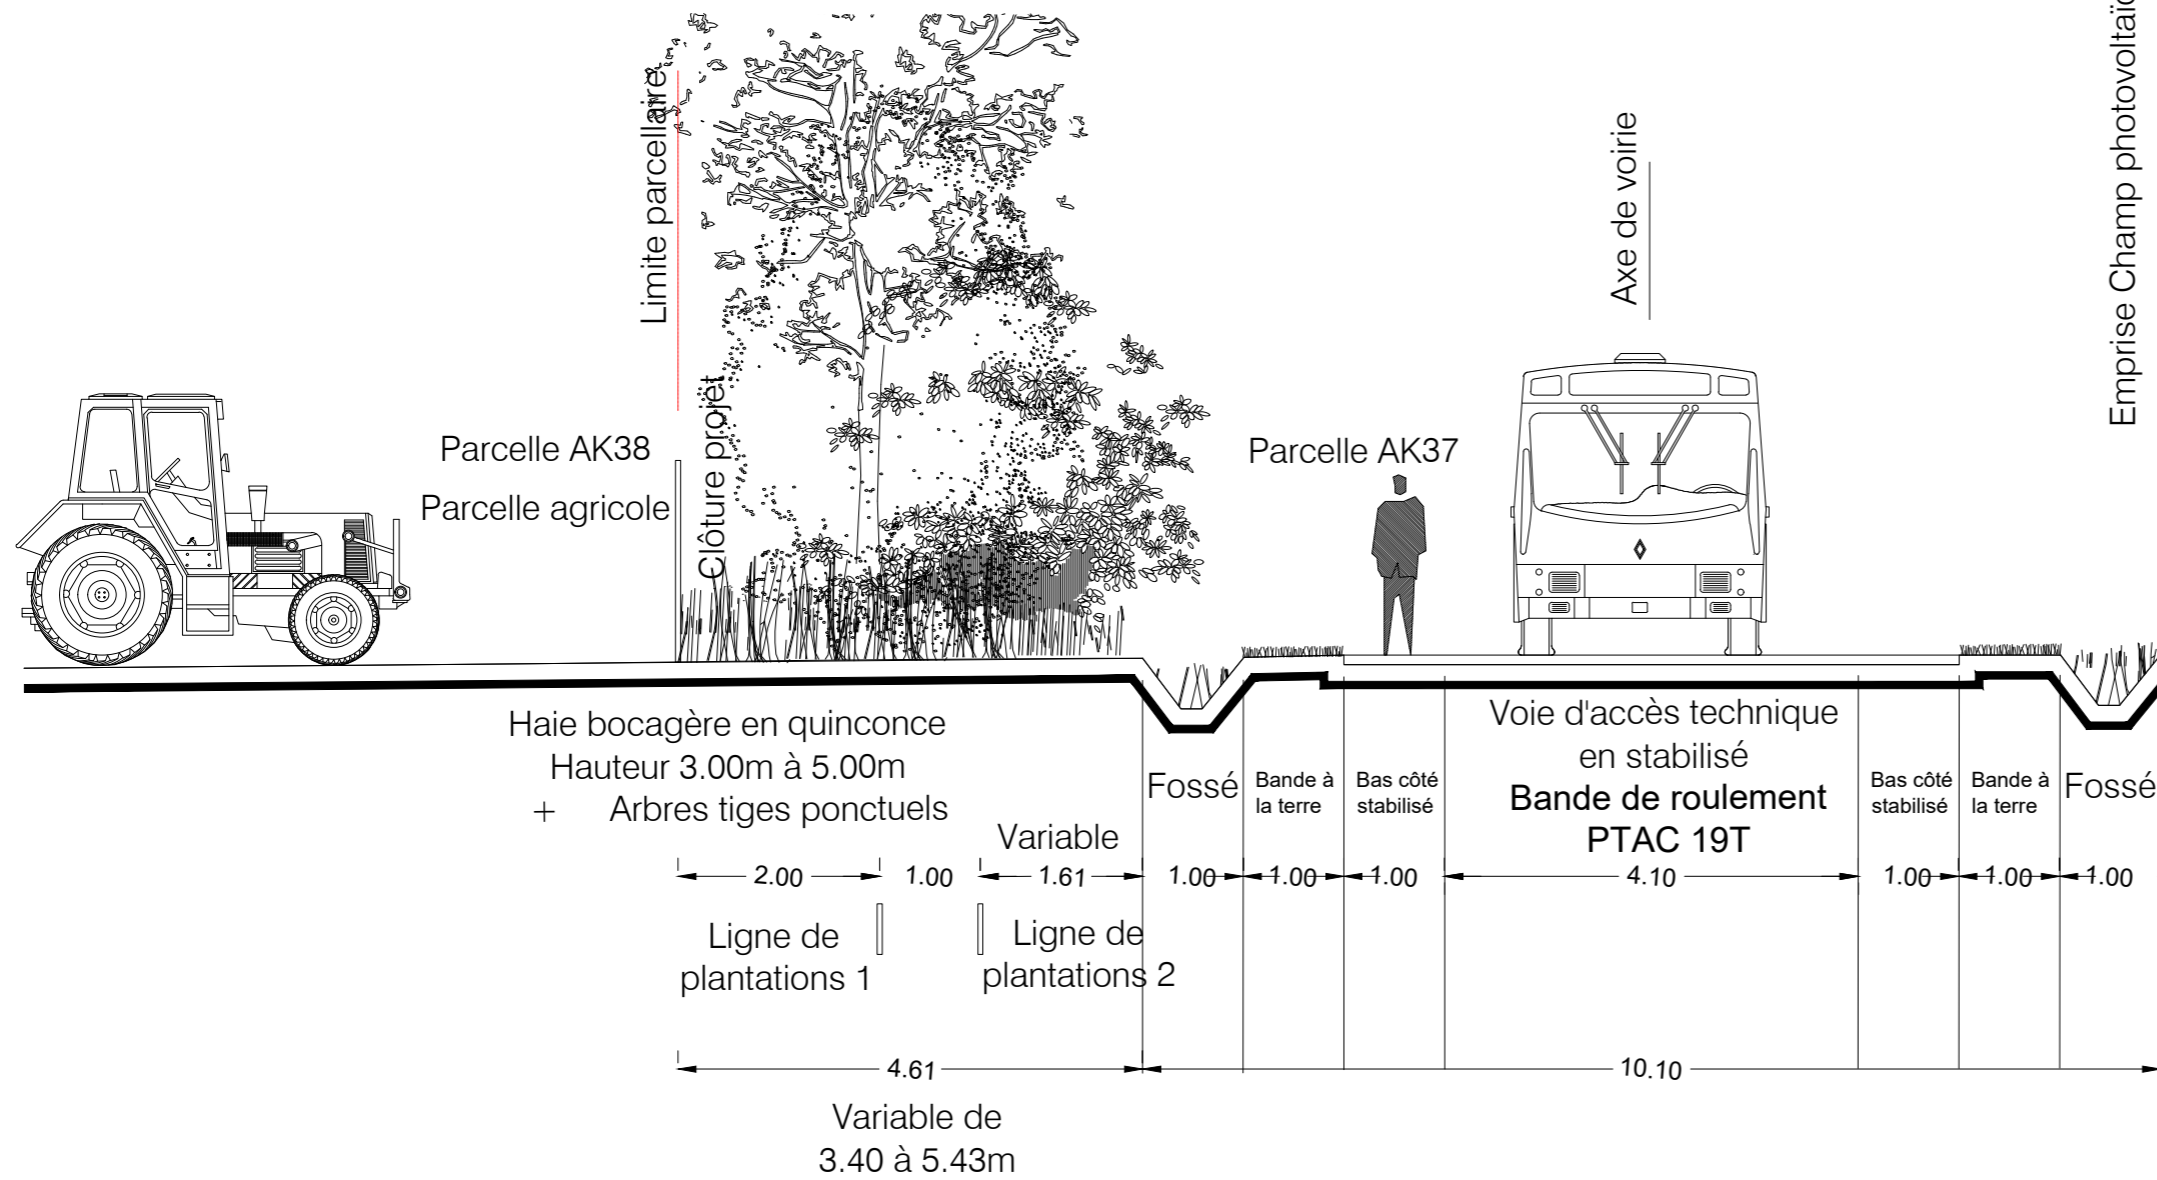 Limite parcellaire
Clôture projet
Axe de voirie
Emprise Champ
Parcelle AK38
Parcelle agricole
Parcelle AK37
Haie bocagère en quinconce
Hauteur 3.00m à 5.00m
+ Arbres tiges ponctuels
Variable
Fossé
Bande à
la terre
Bas côté
stabilisé
Voie d'accès technique
en stabilisé
Bande de roulement
PTAC 19T
Bas côté
stabilisé
Bande à
la terre
Fossé
2.00 1.00 1.61 1.00 1.00 1.00 4.10 1.00 1.00 1.00
Ligne de
plantations 1
Ligne de
plantations 2
4.61 10.10
Variable de
3.40 à 5.43m